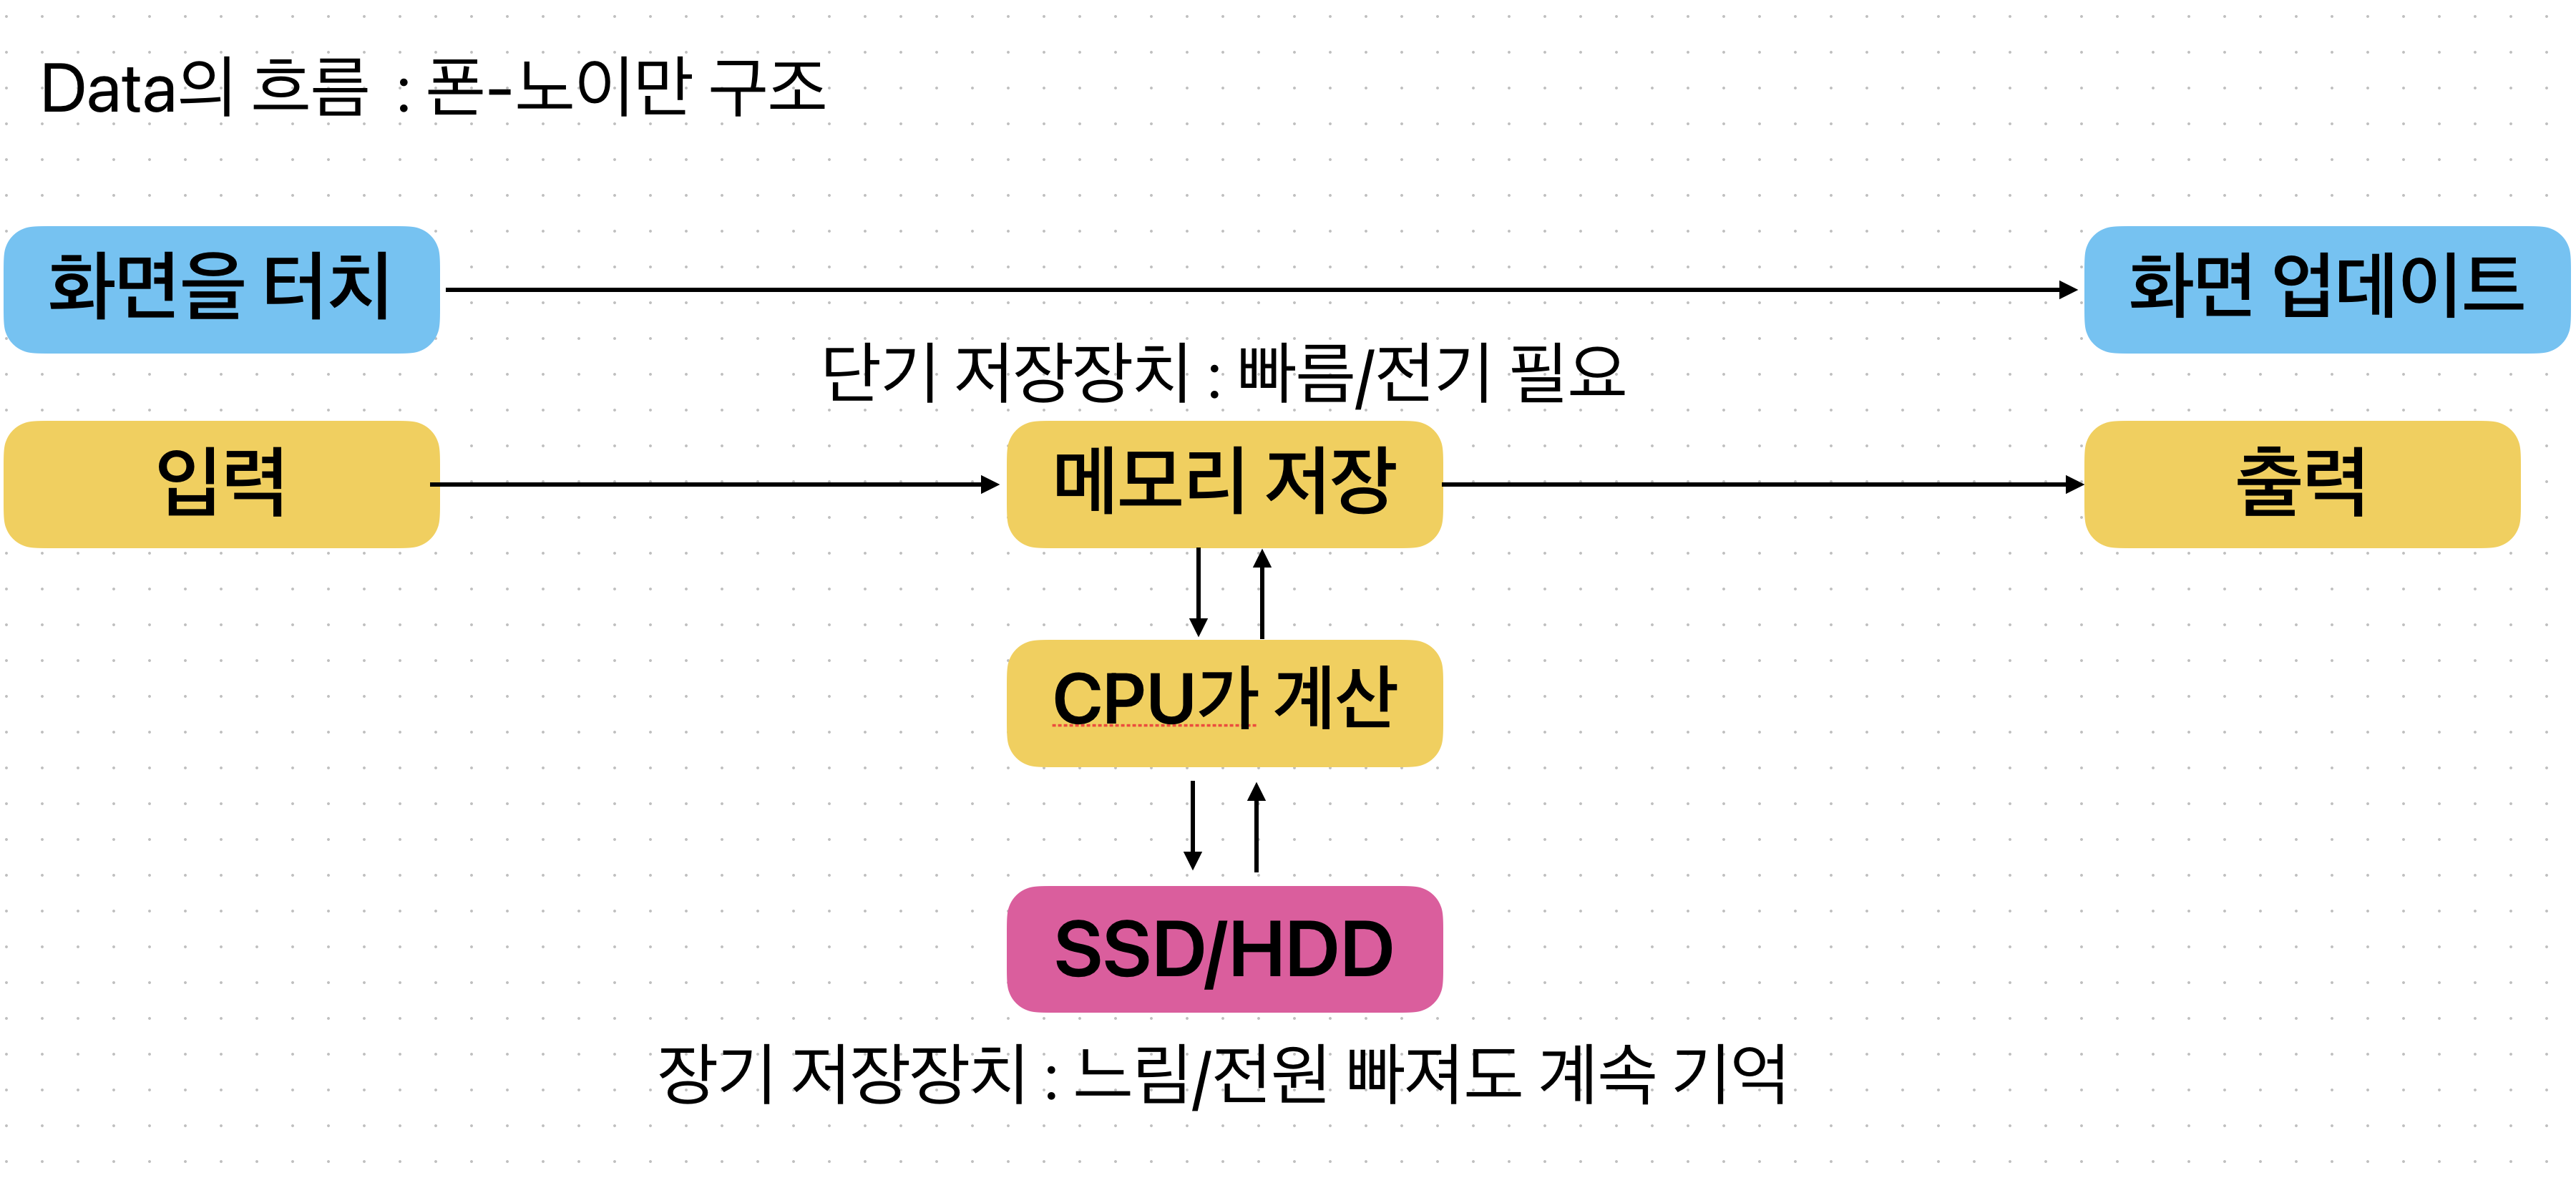 Data의 흐름 : 폰-노이만 구조
화면을 터치
화면 업데이트
단기 저장장치 : 빠름/전기 필요
입력
메모리 저장
출력
CPU가 계산
SSD/HDD
장기 저장장치 : 느림/전원 빠져도 계속 기억